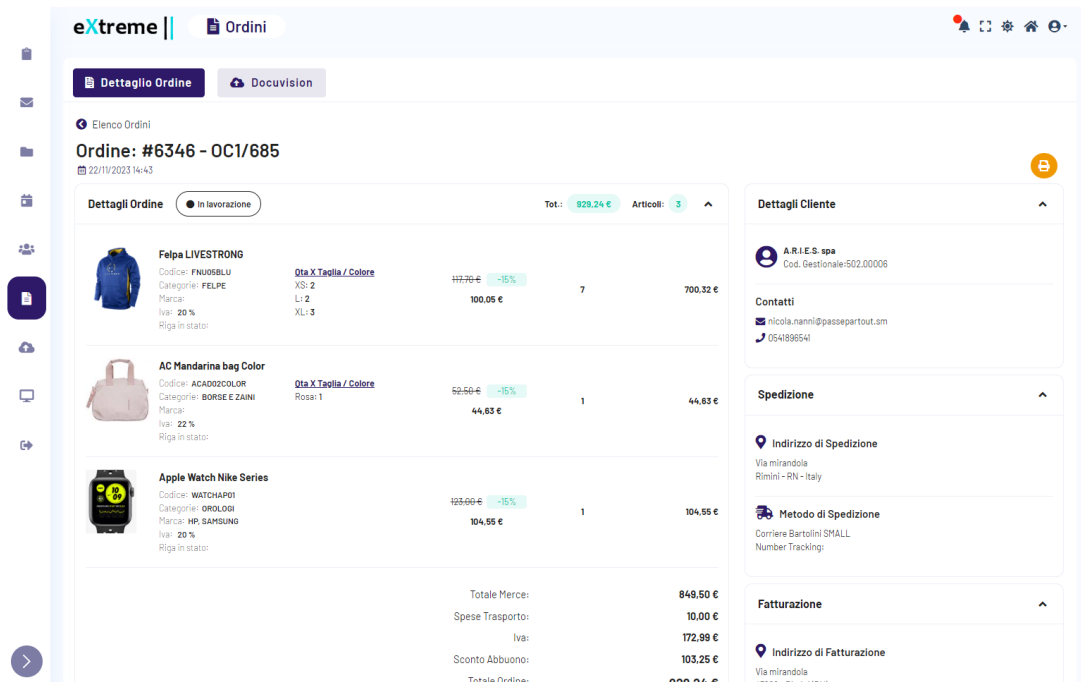 eXtreme ||
Ordini
Dettaglio Ordine
Docuvision
Elenco Ordini
Ordine: #6346 - OC1/685
22/11/2023 14:43
Dettagli Ordine
In lavorazione
Tot.: 929,24 €
Articoli: 3
Felpa LIVESTRONG
Codice: FNU05BLU
Categorie: FELPE
Marca:
Iva: 20 %
Riga in stato:
Qta X Taglia / Colore
XS: 2
L: 2
XL: 3
117,70 € -15%
100,05 €
7
700,32 €
AC Mandarina bag Color
Codice: ACAD02COLOR
Categorie: BORSE E ZAINI
Marca:
Iva: 22 %
Riga in stato:
Qta X Taglia / Colore
Rosa: 1
52,50 € -15%
44,63 €
1
44,63 €
Apple Watch Nike Series
Codice: WATCHAP01
Categorie: OROLOGI
Marca: HP, SAMSUNG
Iva: 20 %
Riga in stato:
123,00 € -15%
104,55 €
1
104,55 €
Totale Merce: 849,50 €
Spese Trasporto: 10,00 €
Iva: 172,99 €
Sconto Abbuono: 103,25 €
Totale Ordine: 929,24 €
Dettagli Cliente
A.R.I.E.S. spa
Cod. Gestionale:502.00006
Contatti
nicola.nanni@passepartout.sm
0541896541
Spedizione
Indirizzo di Spedizione
Via mirandola
Rimini - RN - Italy
Metodo di Spedizione
Corriere Bartolini SMALL
Number Tracking:
Fatturazione
Indirizzo di Fatturazione
Via mirandola